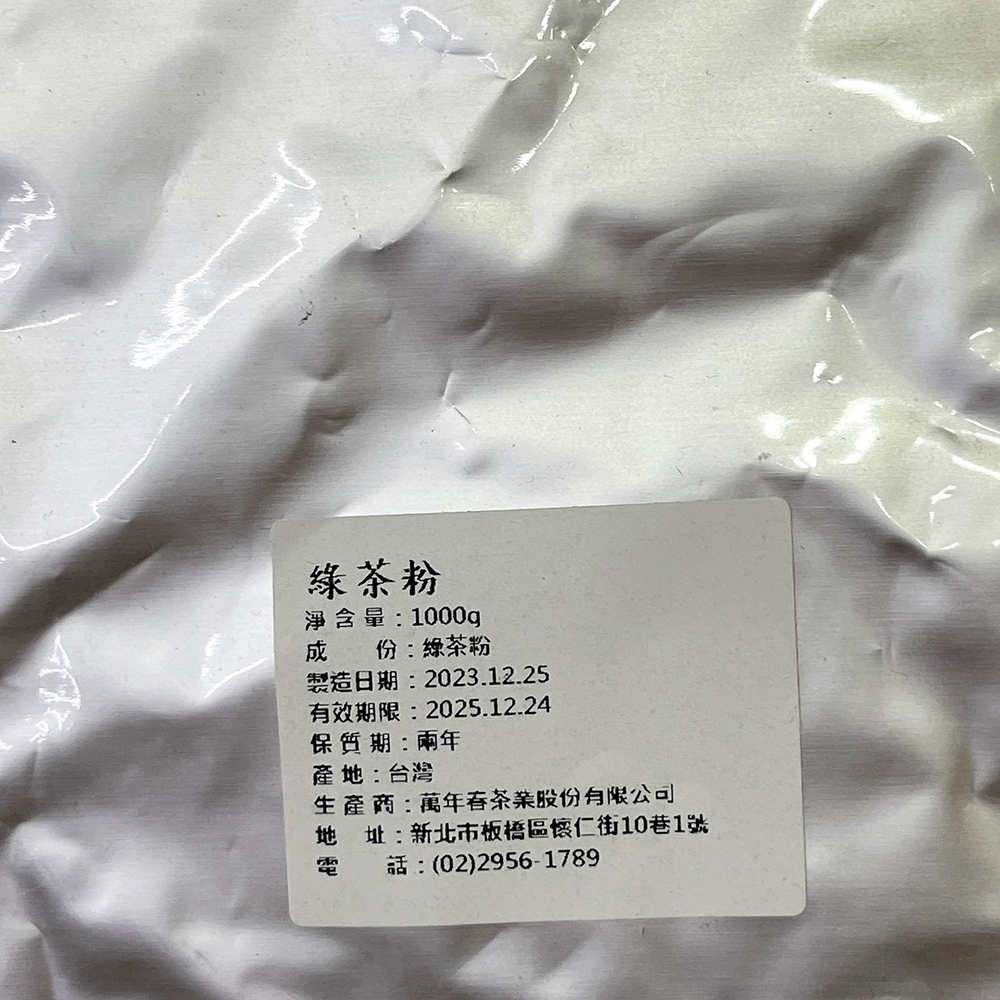 綠茶粉
淨含量：1000g
成　份：綠茶粉
製造日期：2023.12.25
有效期限：2025.12.24
保質期：兩年
產地：台灣
生產商：萬年春茶業股份有限公司
地　址：新北市板橋區懷仁街10巷1號
電　話：(02)2956-1789